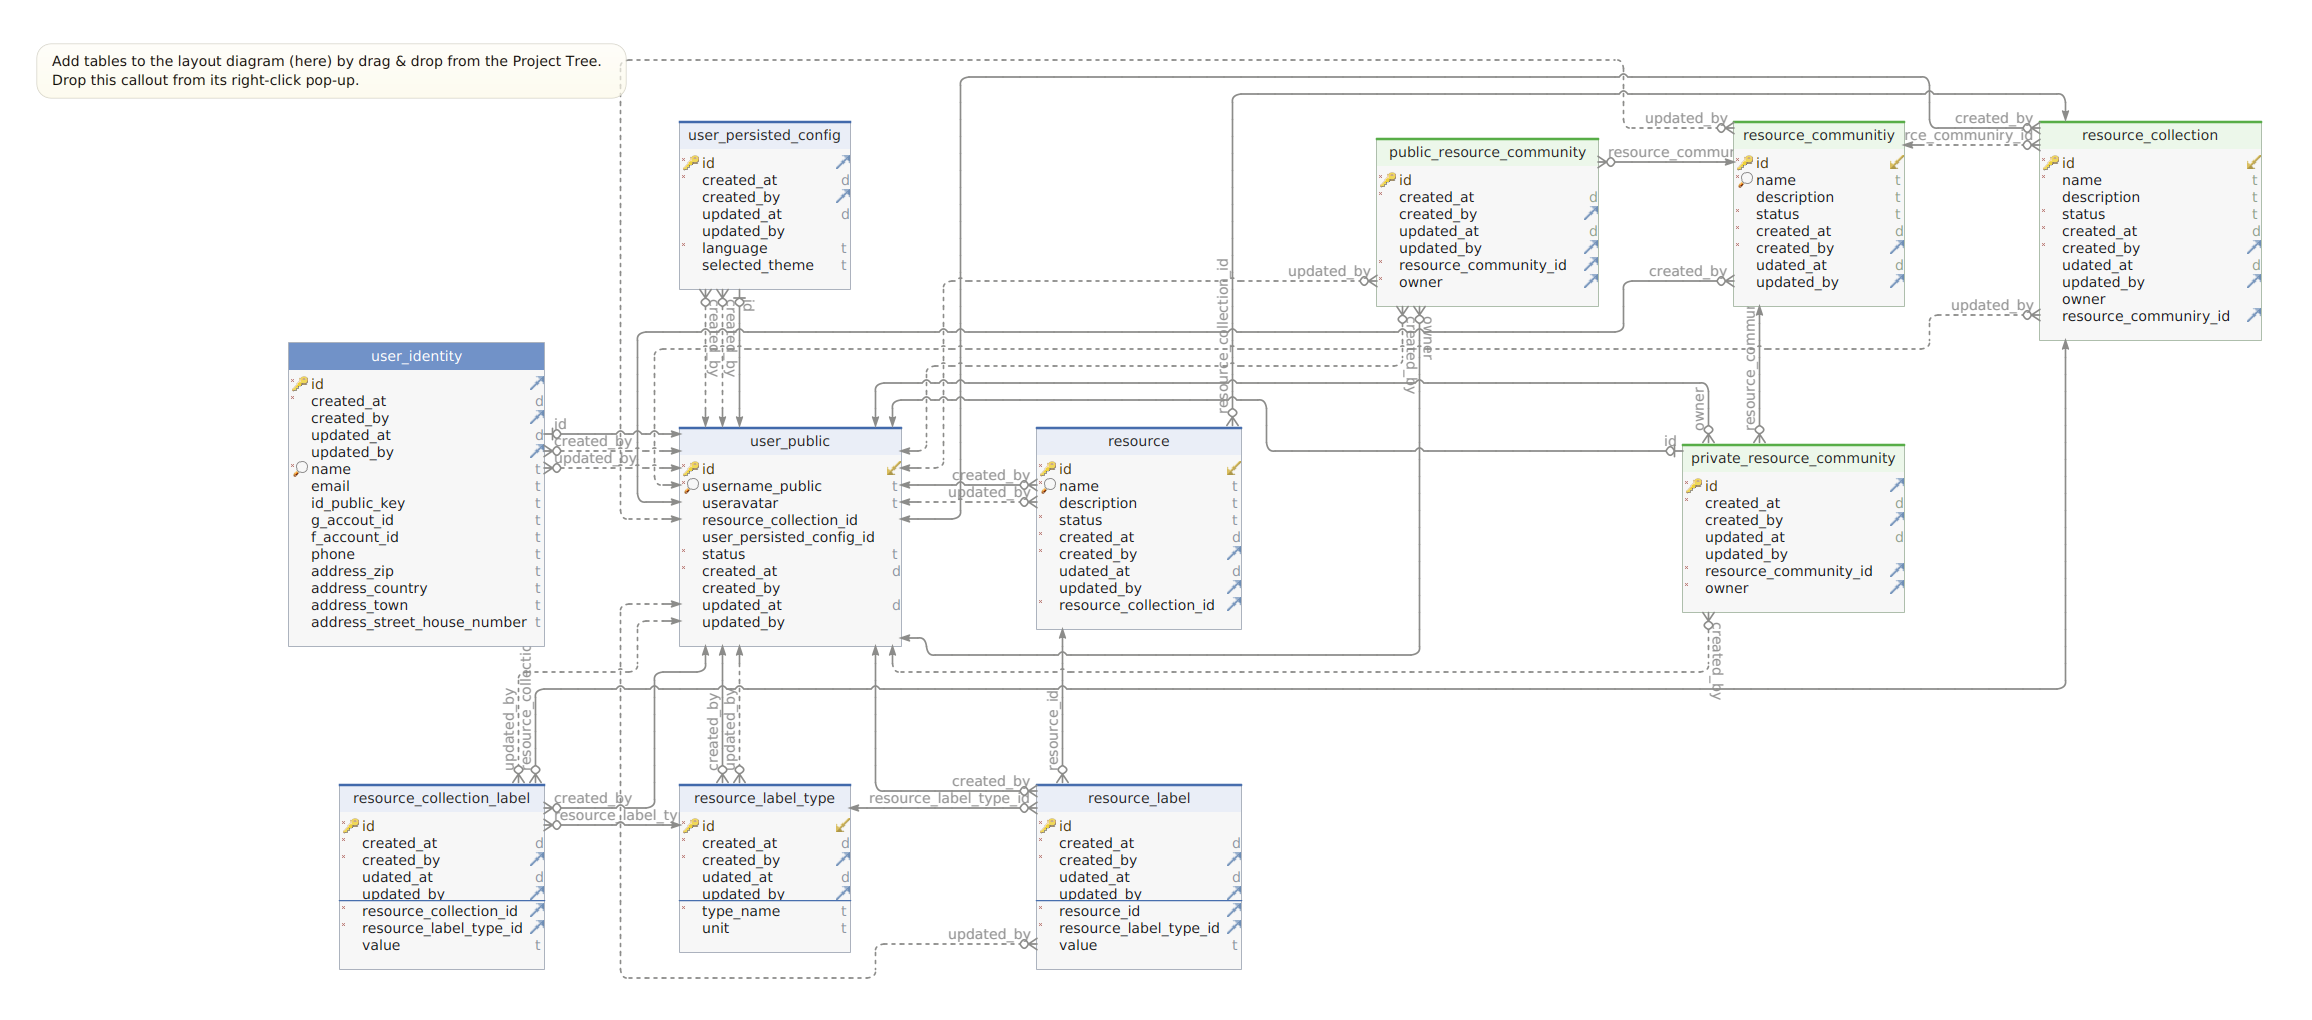 Add tables to the layout diagram (here) by drag & drop from the Project Tree.
Drop this callout from its right-click pop-up.
user_persisted_config
id
created_at d
created_by
updated_at d
updated_by
language t
selected_theme t
created_by
created_by
id
public_resource_community
id
created_at d
created_by
updated_at d
updated_by
resource_community_id
owner
updated_by
created_by
owner
resource_commun
resource_communitiy
id
name t
description t
status t
created_at d
created_by
udated_at d
updated_by
updated_by
created_by
resource_collection
id
name t
description t
status t
created_at d
created_by
udated_at d
updated_by
owner
resource_communiry_id
created_by
rce_communiry_id
updated_by
user_identity
id
created_at d
created_by
updated_at d
updated_by
name t
email t
id_public_key t
g_accout_id t
f_account_id t
phone t
address_zip t
address_country t
address_town t
address_street_house_number t
id
created_by
updated_by
user_public
id
username_public t
useravatar t
resource_collection_id
user_persisted_config_id
status t
created_at d
created_by
updated_at d
updated_by
resource
id
name t
description t
status t
created_at d
created_by
udated_at d
updated_by
resource_collection_id
created_by
updated_by
resource_collection_id
private_resource_community
id
created_at d
created_by
updated_at d
updated_by
resource_community_id
owner
id
owner
resource_commun
created_by
resource_collection_label
id
created_at d
created_by
udated_at d
updated_by
resource_collection_id
resource_label_type_id
value t
updated_by
resource_collectic
created_by
resource_label_ty
resource_label_type
id
created_at d
created_by
udated_at d
updated_by
type_name t
unit t
created_by
updated_by
resource_label
id
created_at d
created_by
udated_at d
updated_by
resource_id
resource_label_type_id
value t
resource_id
created_by
resource_label_type_id
updated_by